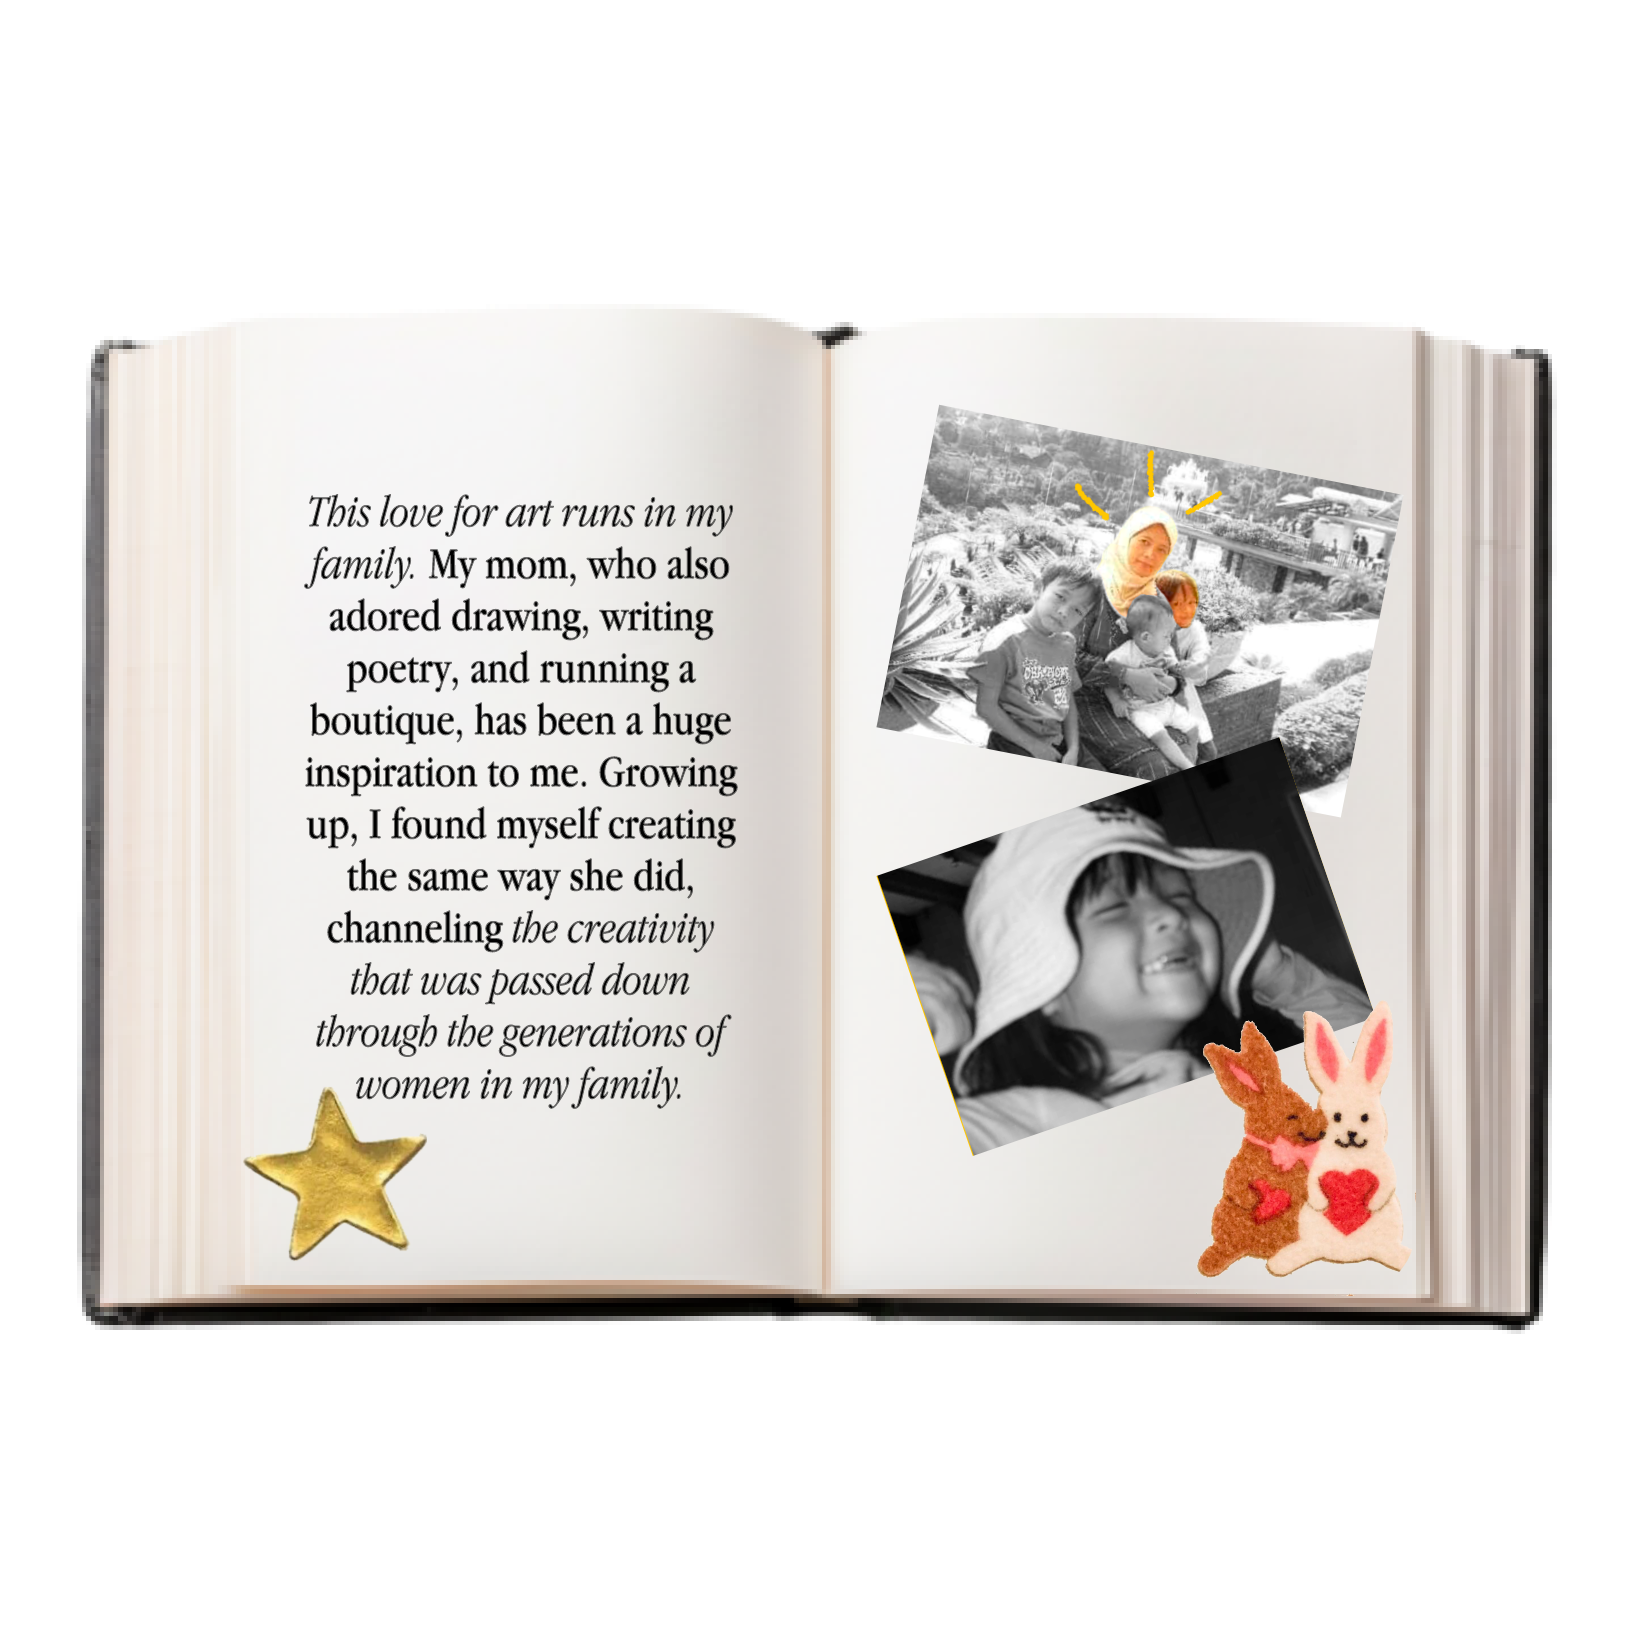 This love for art runs in my
family. My mom, who also
adored drawing, writing
poetry, and running a
boutique, has been a huge
inspiration to me. Growing
up, I found myself creating
the same way she did,
channeling the creativity
that was passed down
through the generations of
women in my family.